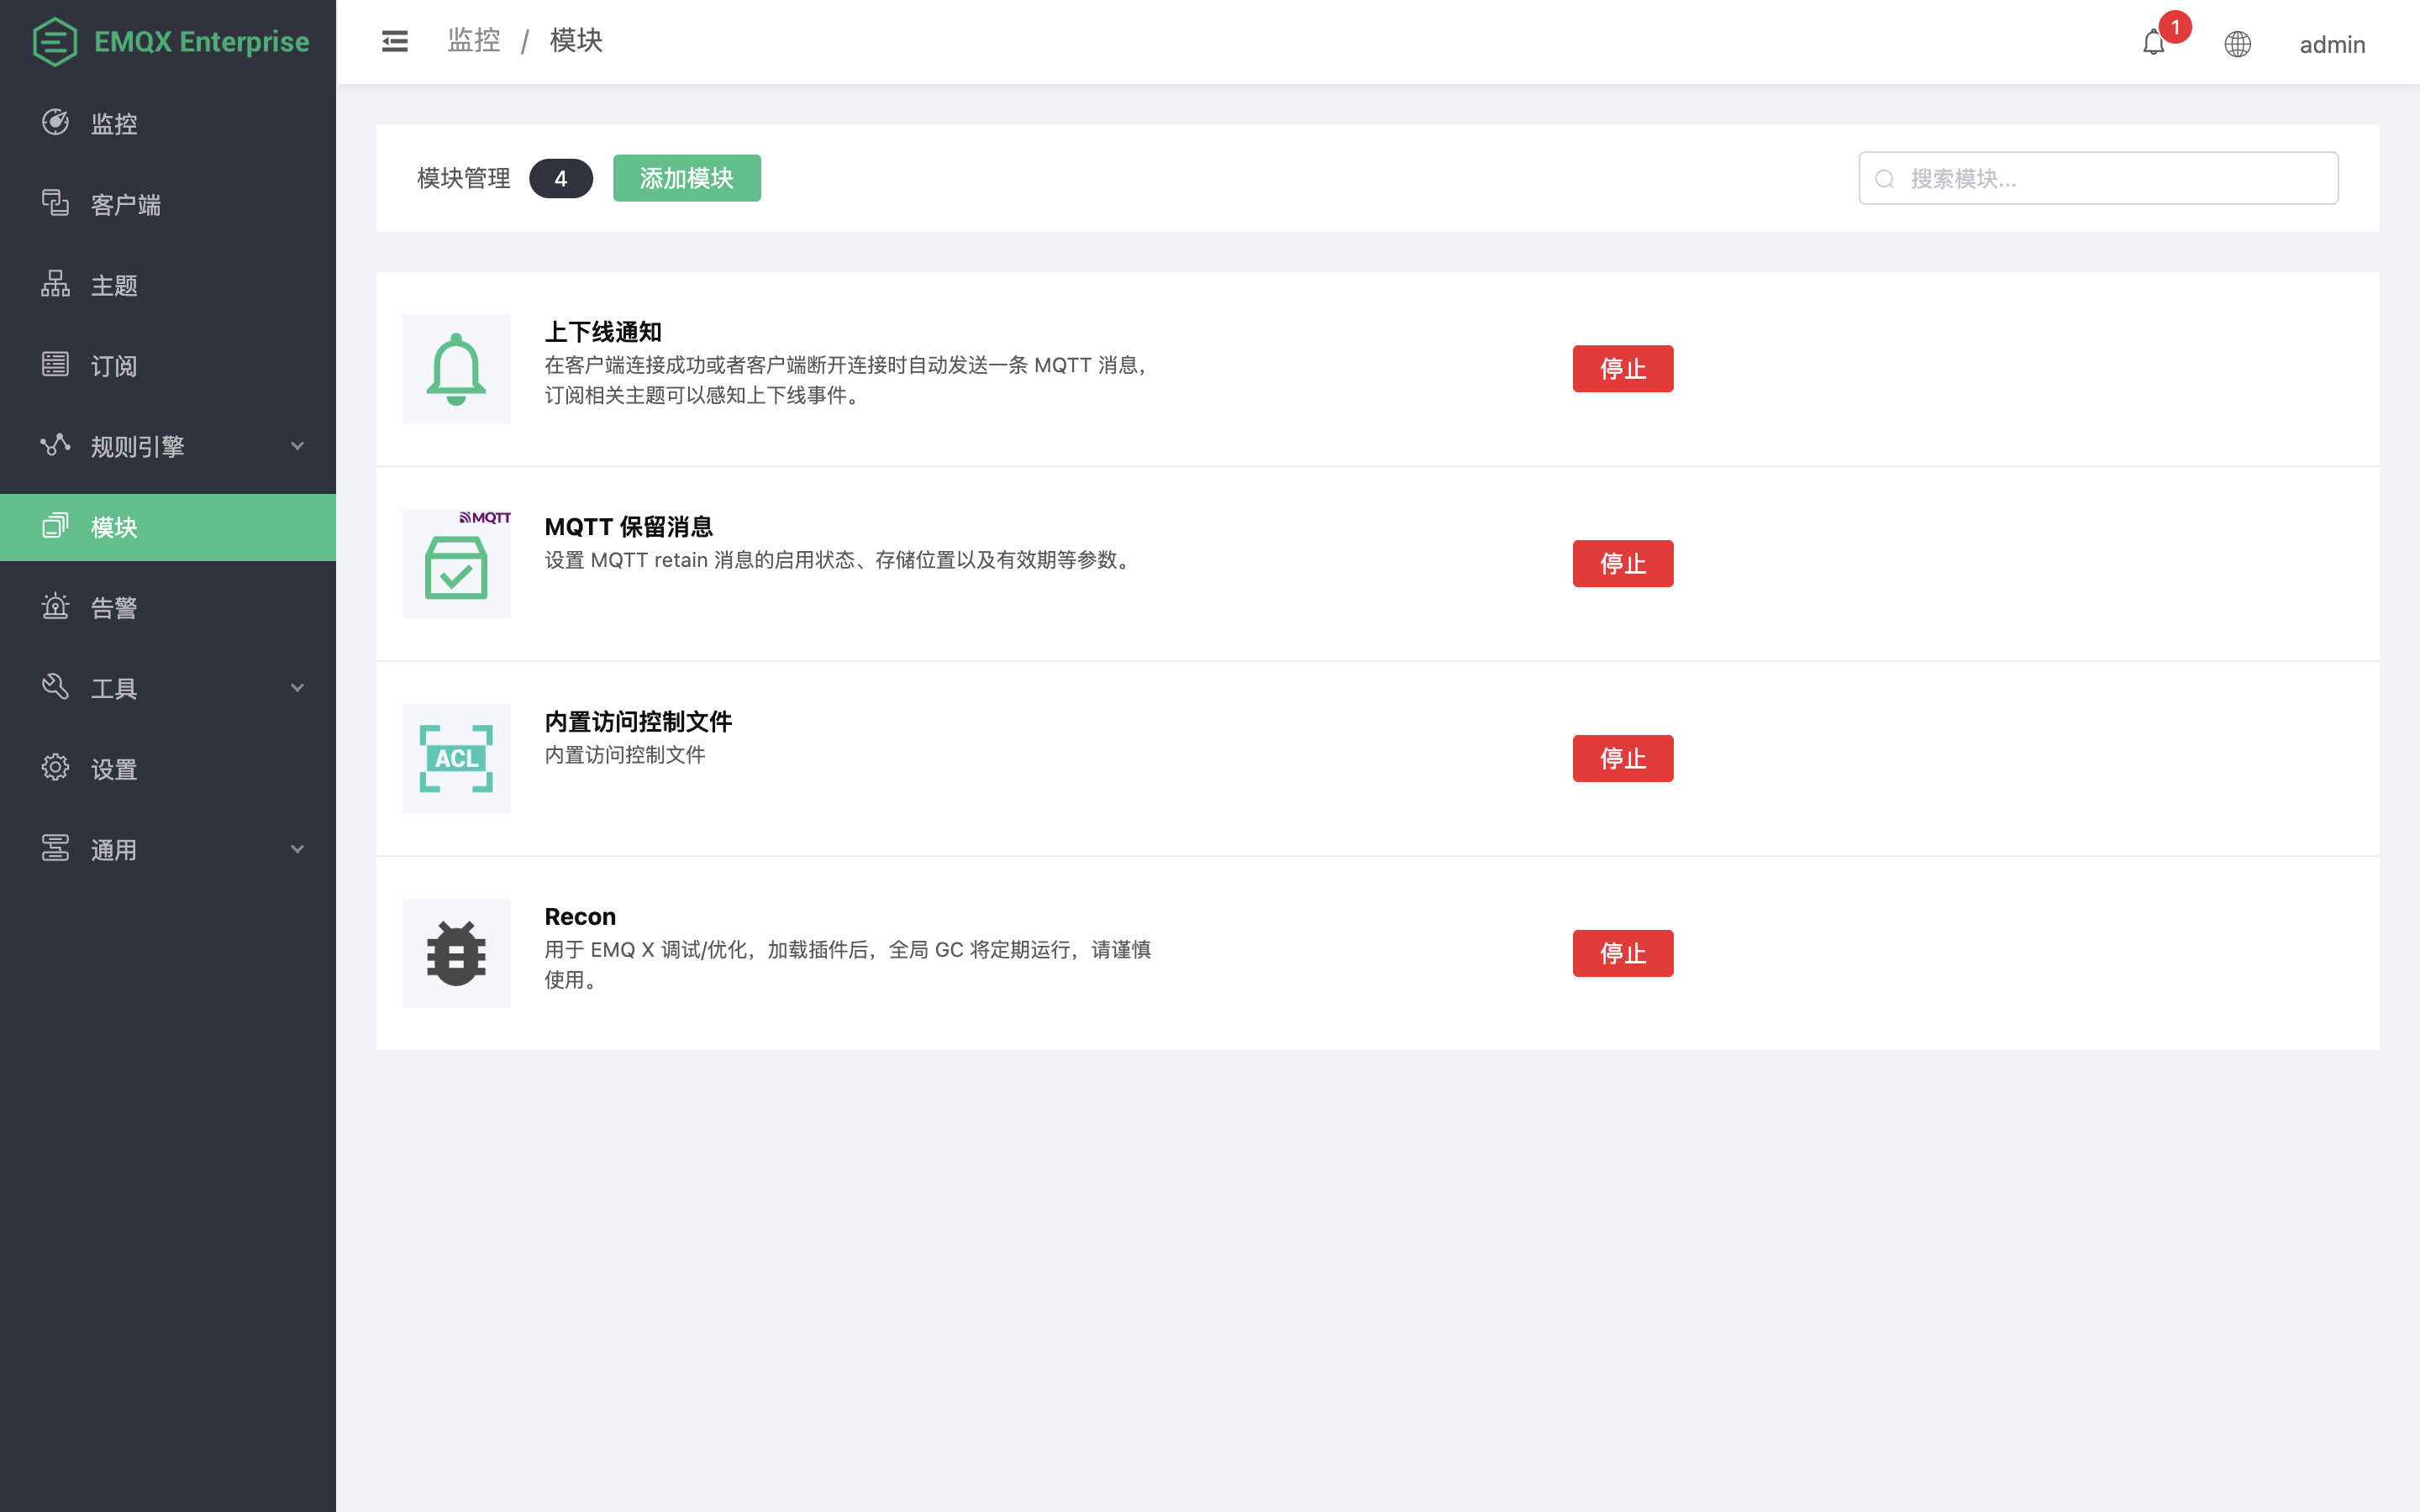 EMQX Enterprise
监控
客户端
主题
订阅
规则引擎
模块
告警
工具
设置
通用
监控 / 模块
1
admin
模块管理 4 添加模块
搜索模块...
上下线通知
在客户端连接成功或者客户端断开连接时自动发送一条 MQTT 消息，
订阅相关主题可以感知上下线事件。
停止
MQTT
MQTT 保留消息
设置 MQTT retain 消息的启用状态、存储位置以及有效期等参数。
停止
ACL
内置访问控制文件
内置访问控制文件
停止
Recon
用于 EMQ X 调试/优化，加载插件后，全局 GC 将定期运行，请谨慎
使用。
停止